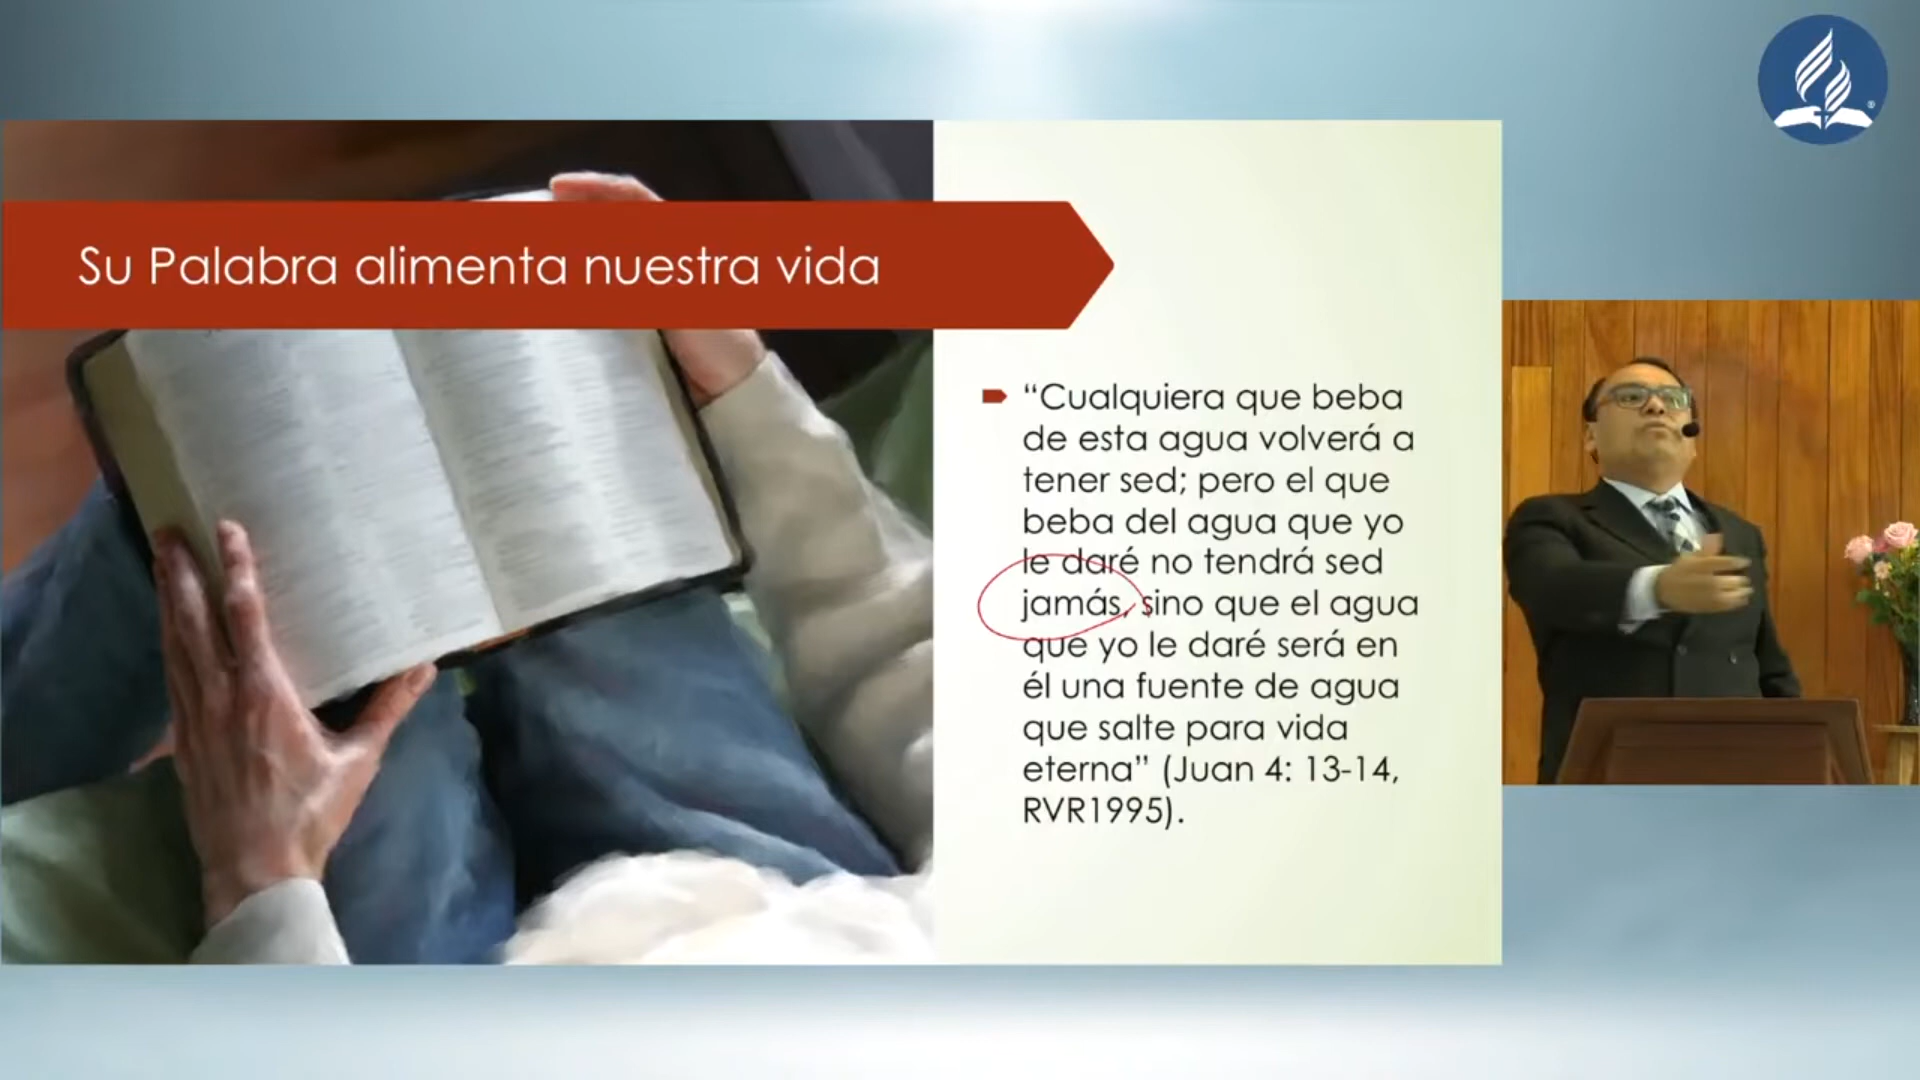 Su Palabra alimenta nuestra vida
“Cualquiera que beba
de esta agua volverá a
tener sed; pero el que
beba del agua que yo
le daré no tendrá sed
jamás, sino que el agua
que yo le daré será en
él una fuente de agua
que salte para vida
eterna” (Juan 4: 13-14,
RVR1995).